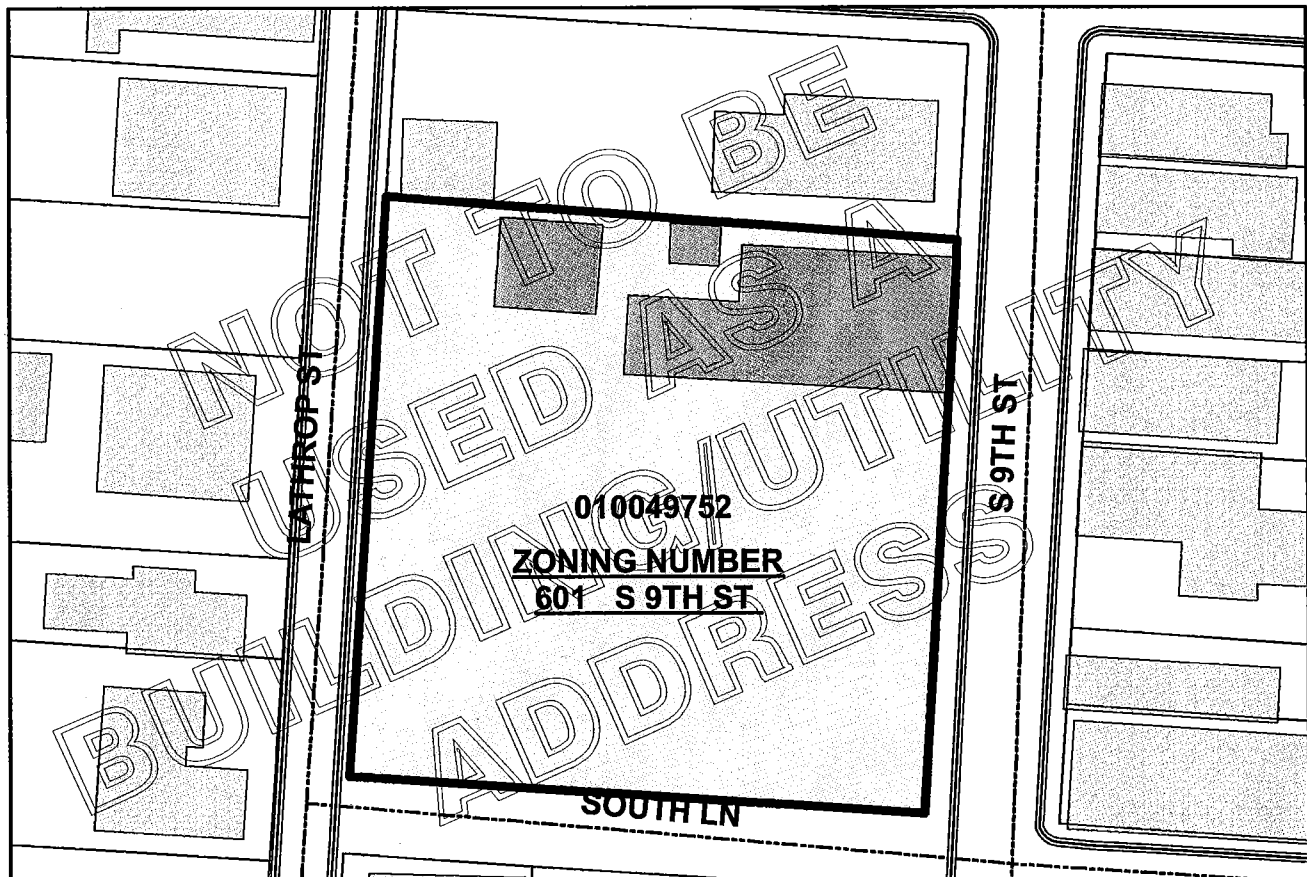 NOT TO BE
USED AS A
BUILDING/UTILITY
ADDRESS
LATHROP ST
S 9TH ST
010049752
ZONING NUMBER
601 S 9TH ST
SOUTH LN